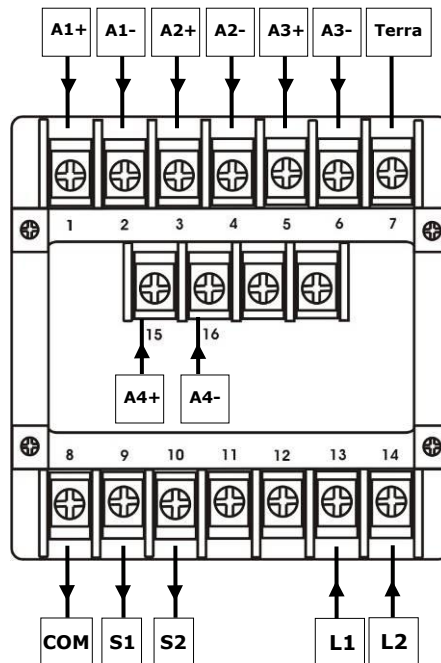 A1+ A1- A2+ A2- A3+ A3- Terra
1 2 3 4 5 6 7
15 16
A4+ A4-
8 9 10 11 12 13 14
COM S1 S2 L1 L2